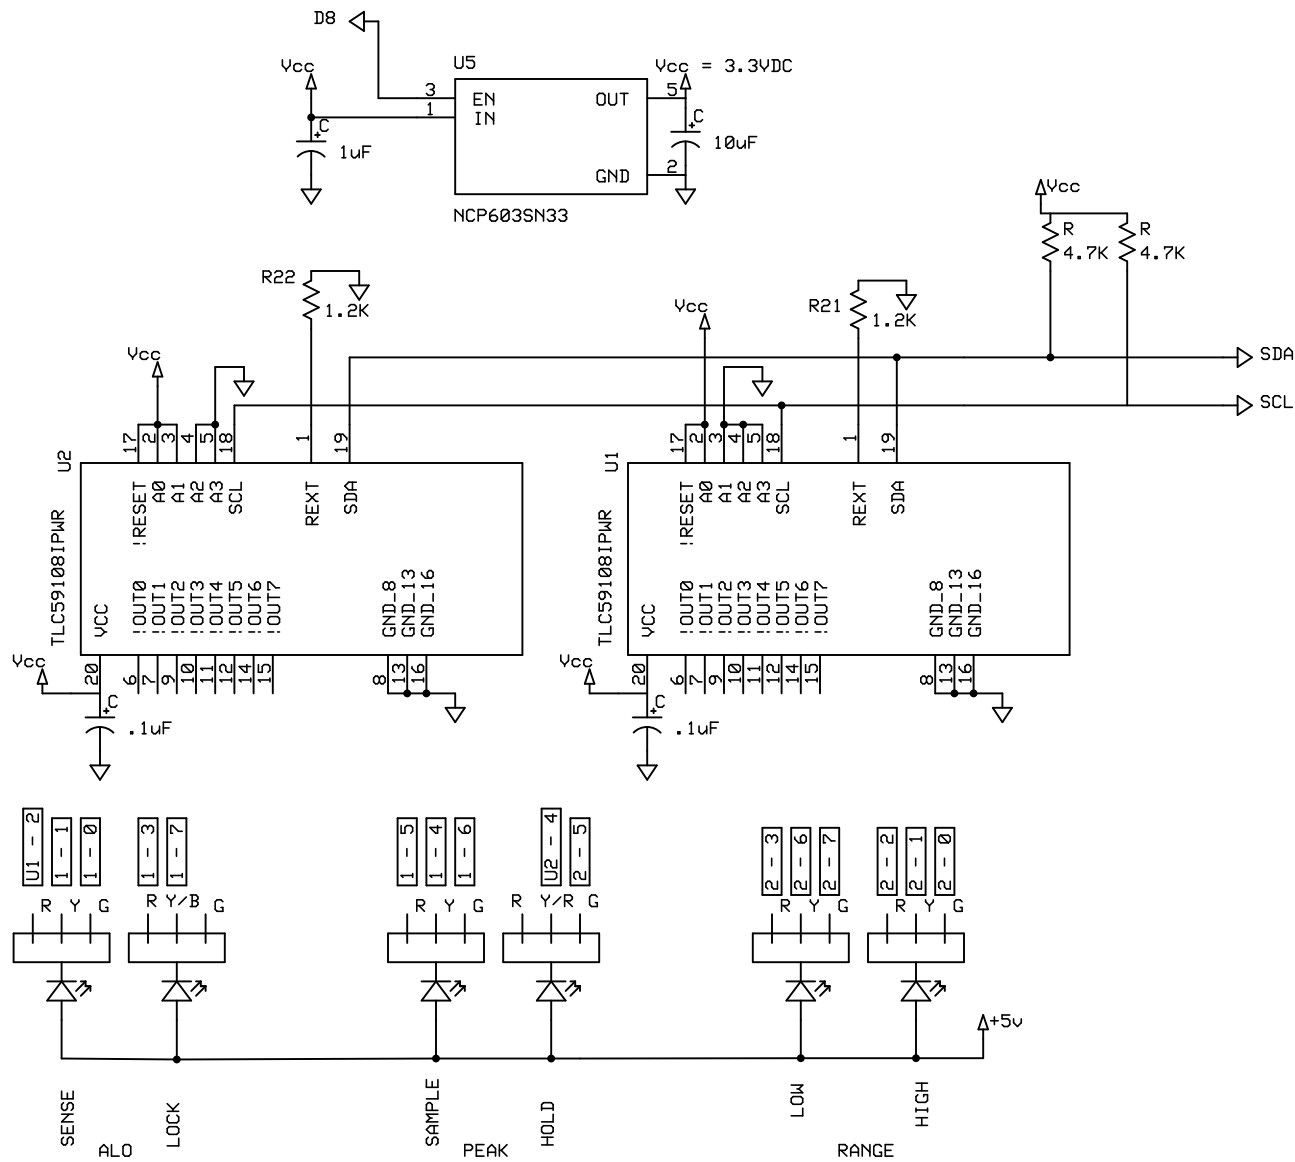 D8
Vcc
U5
Vcc = 3.3VDC
3
EN
OUT
5
1
IN
C
+
1uF
C
+
10uF
GND
2
NCP603SN33
Vcc
R
4.7K
R
4.7K
R22
1.2K
Vcc
R21
1.2K
Vcc
SDA
SCL
17
2
3
4
5
18
1
19
U2
!RESET
A0
A1
A2
A3
SCL
REXT
SDA
TLC59108IPWR
VCC
!OUT0
!OUT1
!OUT2
!OUT3
!OUT4
!OUT5
!OUT6
!OUT7
GND_8
GND_13
GND_16
Vcc
20
6
7
9
10
11
12
14
15
8
13
16
C
+
.1uF
17
2
3
4
5
18
1
19
U1
!RESET
A0
A1
A2
A3
SCL
REXT
SDA
TLC59108IPWR
VCC
!OUT0
!OUT1
!OUT2
!OUT3
!OUT4
!OUT5
!OUT6
!OUT7
GND_8
GND_13
GND_16
Vcc
20
6
7
9
10
11
12
14
15
8
13
16
C
+
.1uF
U1 - 2
1 - 1
1 - 0
1 - 3
1 - 7
1 - 5
1 - 4
1 - 6
U2 - 4
2 - 5
2 - 3
2 - 6
2 - 7
2 - 2
2 - 1
2 - 0
R Y G
R Y/B G
R Y G
R Y/R G
R Y G
R Y G
+5v
SENSE
LOCK
SAMPLE
HOLD
LOW
HIGH
ALO
PEAK
RANGE